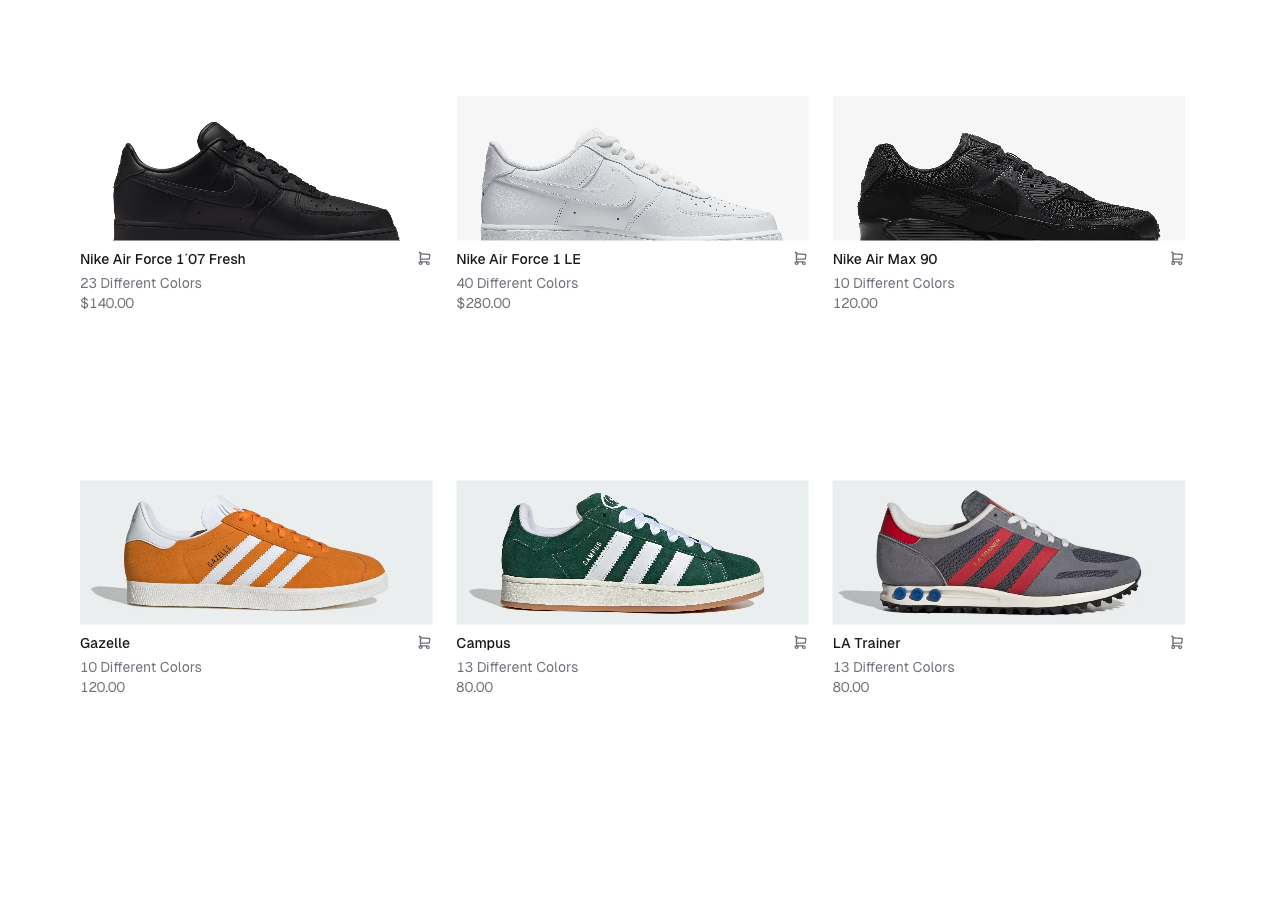 Nike Air Force 1´07 Fresh
23 Different Colors
$140.00
Nike Air Force 1 LE
40 Different Colors
$280.00
Nike Air Max 90
10 Different Colors
120.00
GAZELLE
Gazelle
10 Different Colors
120.00
CAMPUS
Campus
13 Different Colors
80.00
L.A. TRAINER
LA Trainer
13 Different Colors
80.00